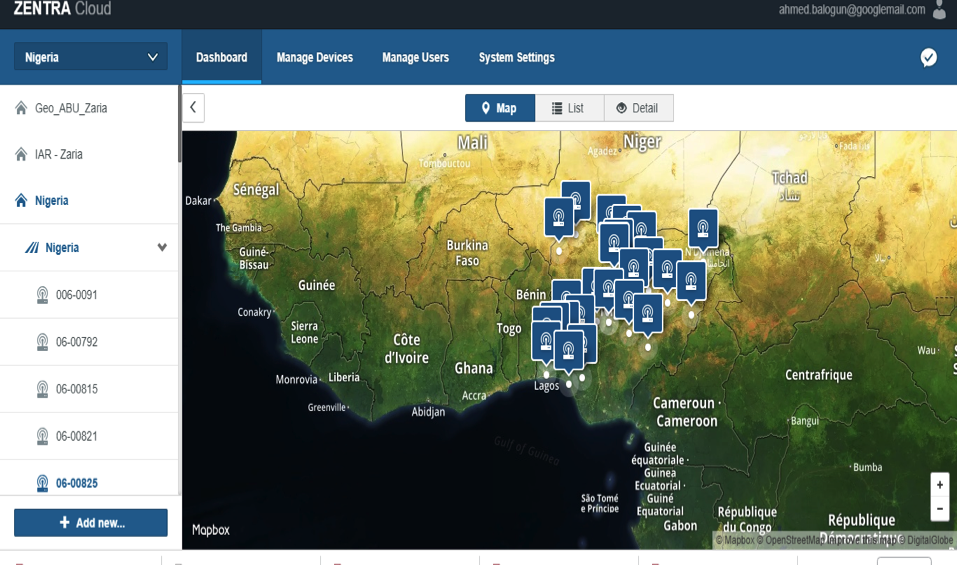 ZENTRA Cloud
ahmed.balogun@googlemail.com
Nigeria
Dashboard
Manage Devices
Manage Users
System Settings
Geo_ABU_Zaria
IAR - Zaria
Nigeria
Nigeria
006-0091
06-00792
06-00815
06-00821
06-00825
+ Add new...
Map
List
Detail
Mali
Niger
Tombouctou
Agadez
Tchad
تشاد
Dakar
Sénégal
The Gambia
Guiné-
Bissau
Burkina
Faso
Guinée
Bénin
Conakry
Sierra
Leone
Togo
Côte
d'Ivoire
Ghana
Monrovia
Liberia
Lagos
Accra
Greenville
Abidjan
Wau
Centrafrique
Cameroun ·
Cameroon
Bangui
Gulf of Guinea
Guinée
équatoriale ·
Guinea
Ecuatorial ·
Guiné
Equatorial
Bumba
São Tomé
e Príncipe
Gabon
République
du Congo
République
+
-
Mapbox
© Mapbox © OpenStreetMap Improve this map © DigitalGlobe